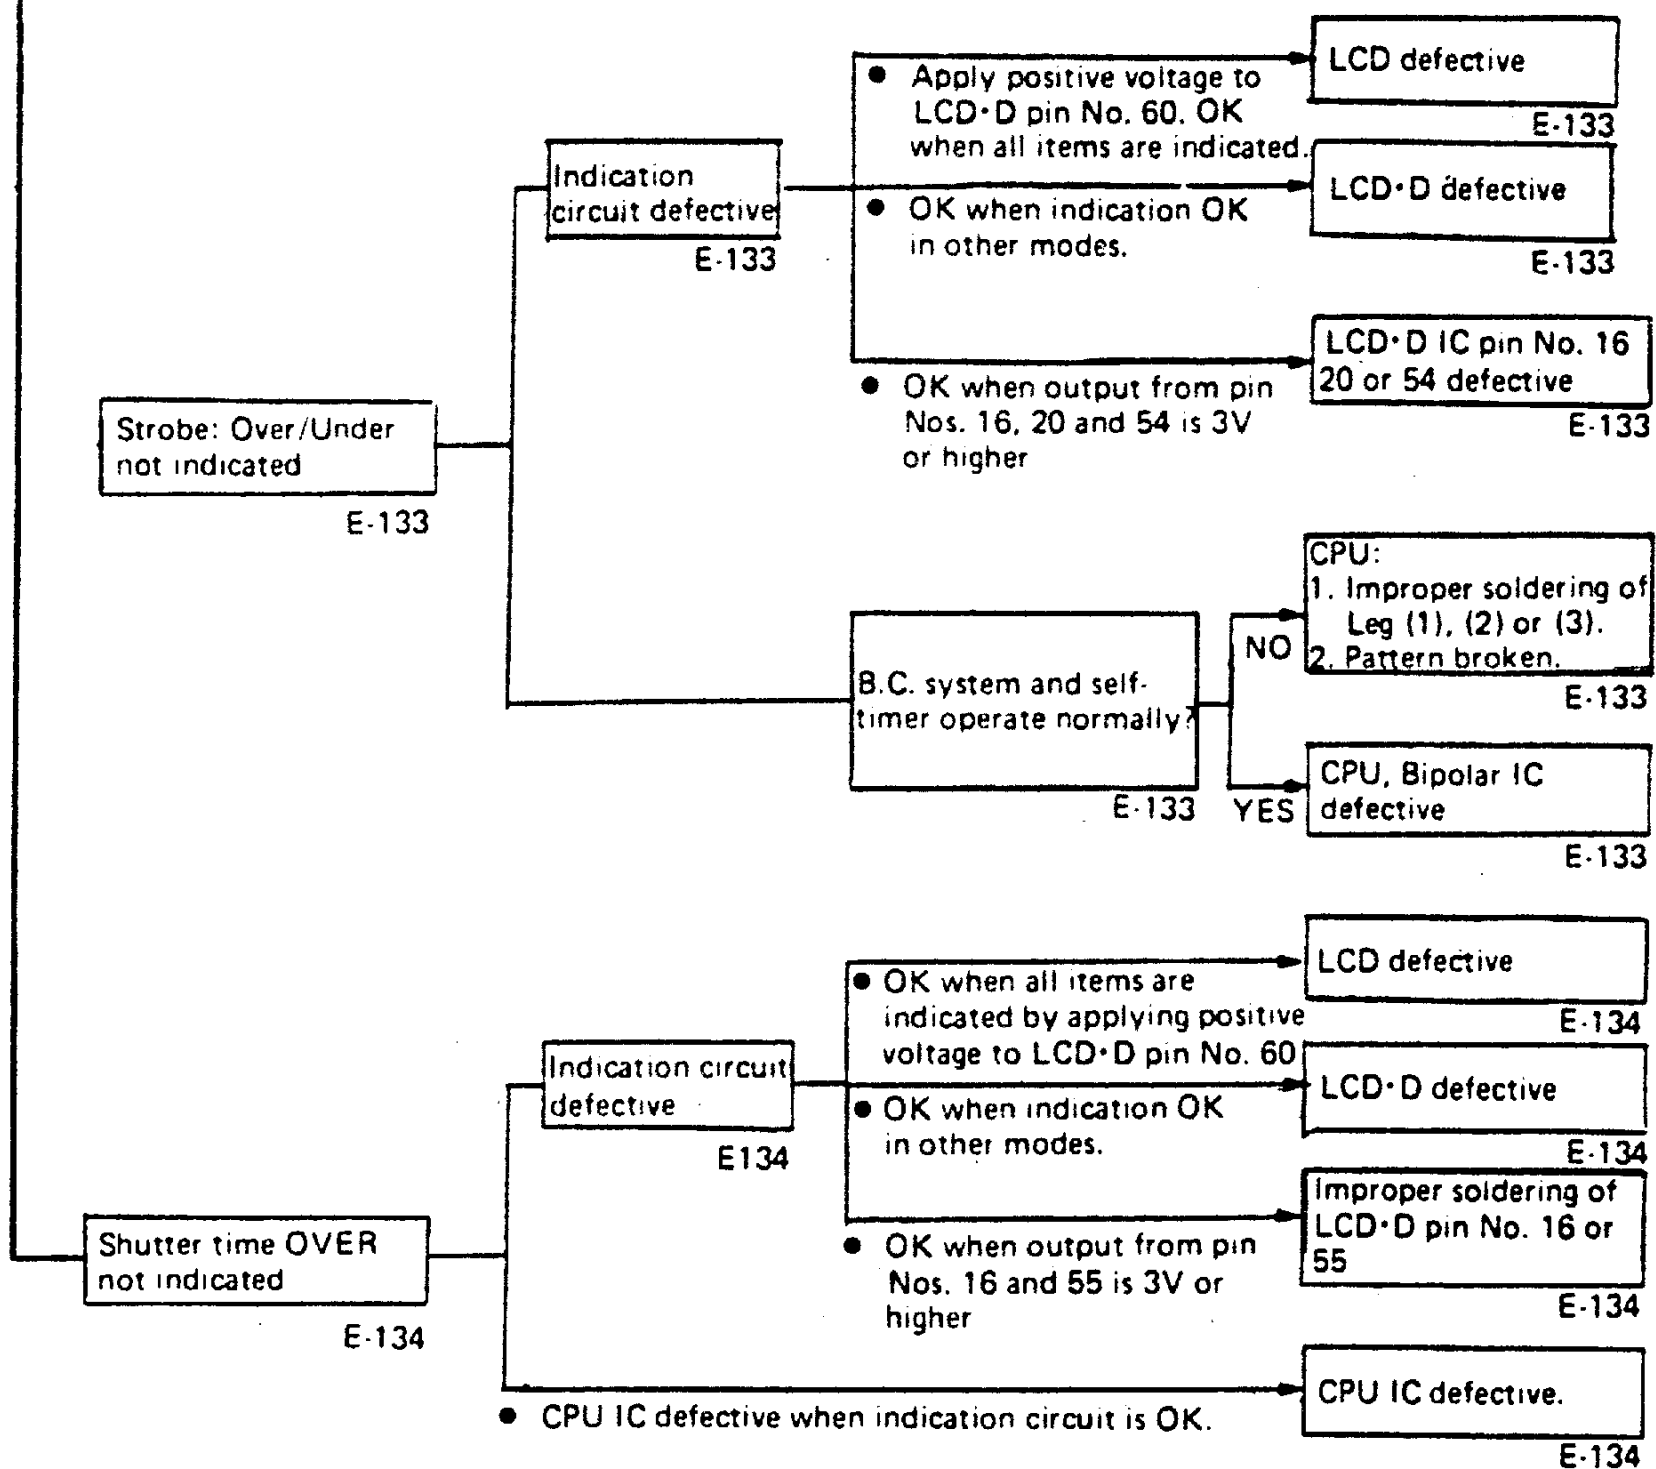 LCD defective
E-133
● Apply positive voltage to
LCD·D pin No. 60. OK
when all items are indicated.
Indication
circuit defective
E-133
LCD·D defective
E-133
● OK when indication OK
in other modes.
LCD·D IC pin No. 16
20 or 54 defective
E-133
● OK when output from pin
Nos. 16, 20 and 54 is 3V
or higher
Strobe: Over/Under
not indicated
E-133
CPU:
1. Improper soldering of
Leg (1), (2) or (3).
2. Pattern broken.
E-133
NO
B.C. system and self-
timer operate normally?
E-133
YES
CPU, Bipolar IC
defective
E-133
LCD defective
E-134
● OK when all items are
indicated by applying positive
voltage to LCD·D pin No. 60
Indication circuit
defective
E134
LCD·D defective
E-134
● OK when indication OK
in other modes.
Improper soldering of
LCD·D pin No. 16 or
55
E-134
● OK when output from pin
Nos. 16 and 55 is 3V or
higher
Shutter time OVER
not indicated
E-134
CPU IC defective.
E-134
● CPU IC defective when indication circuit is OK.